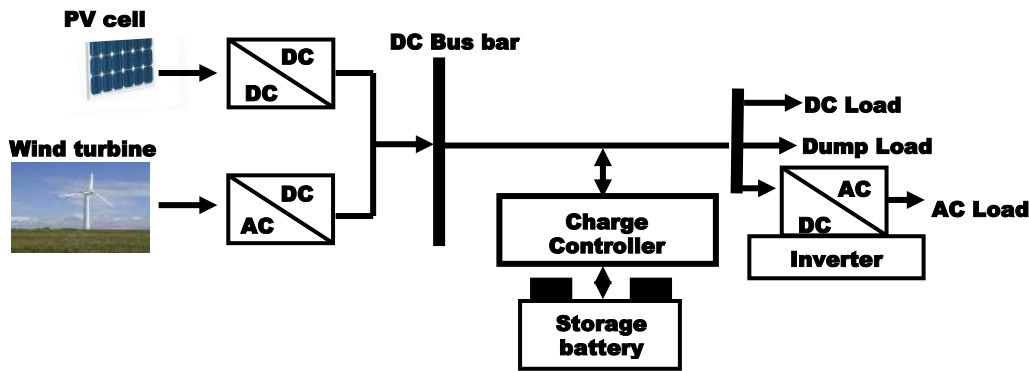 PV cell
DC
DC
DC Bus bar
DC Load
Dump Load
Wind turbine
DC
AC
Charge
Controller
AC
DC
AC Load
Inverter
Storage
battery